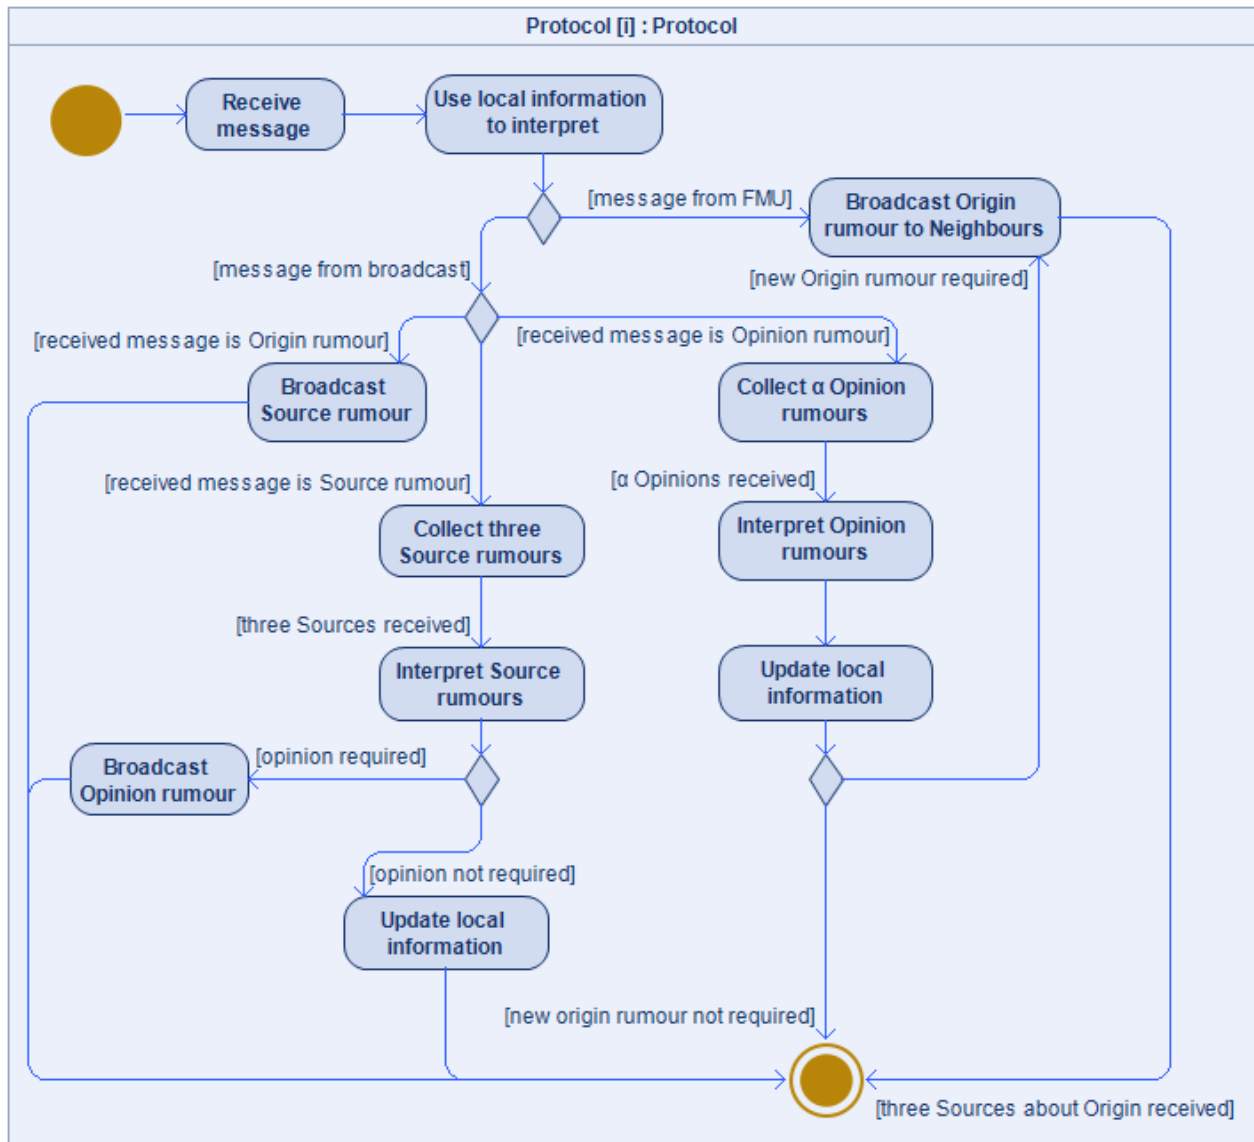 Protocol [i] : Protocol
Receive
message
Use local information
to interpret
[message from FMU]
Broadcast Origin
rumour to Neighbours
[message from broadcast]
[new Origin rumour required]
[received message is Origin rumour]
[received message is Opinion rumour]
Broadcast
Source rumour
Collect α Opinion
rumours
[received message is Source rumour]
[α Opinions received]
Collect three
Source rumours
Interpret Opinion
rumours
[three Sources received]
Interpret Source
rumours
Update local
information
[opinion required]
Broadcast
Opinion rumour
[opinion not required]
Update local
information
[new origin rumour not required]
[three Sources about Origin received]